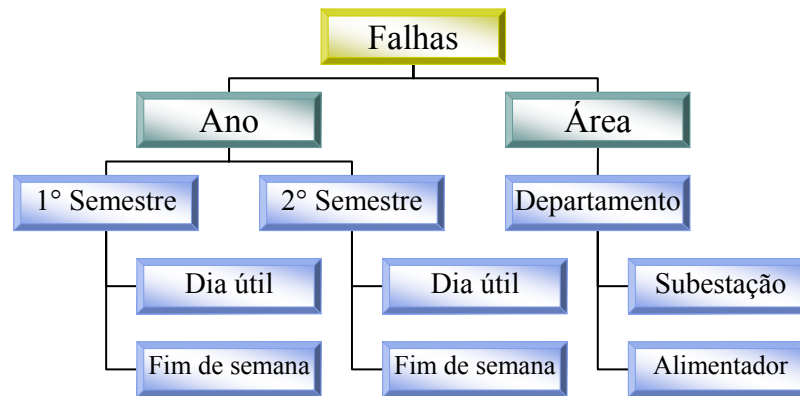 Falhas
Ano
Área
1° Semestre
2° Semestre
Departamento
Dia útil
Dia útil
Subestação
Fim de semana
Fim de semana
Alimentador